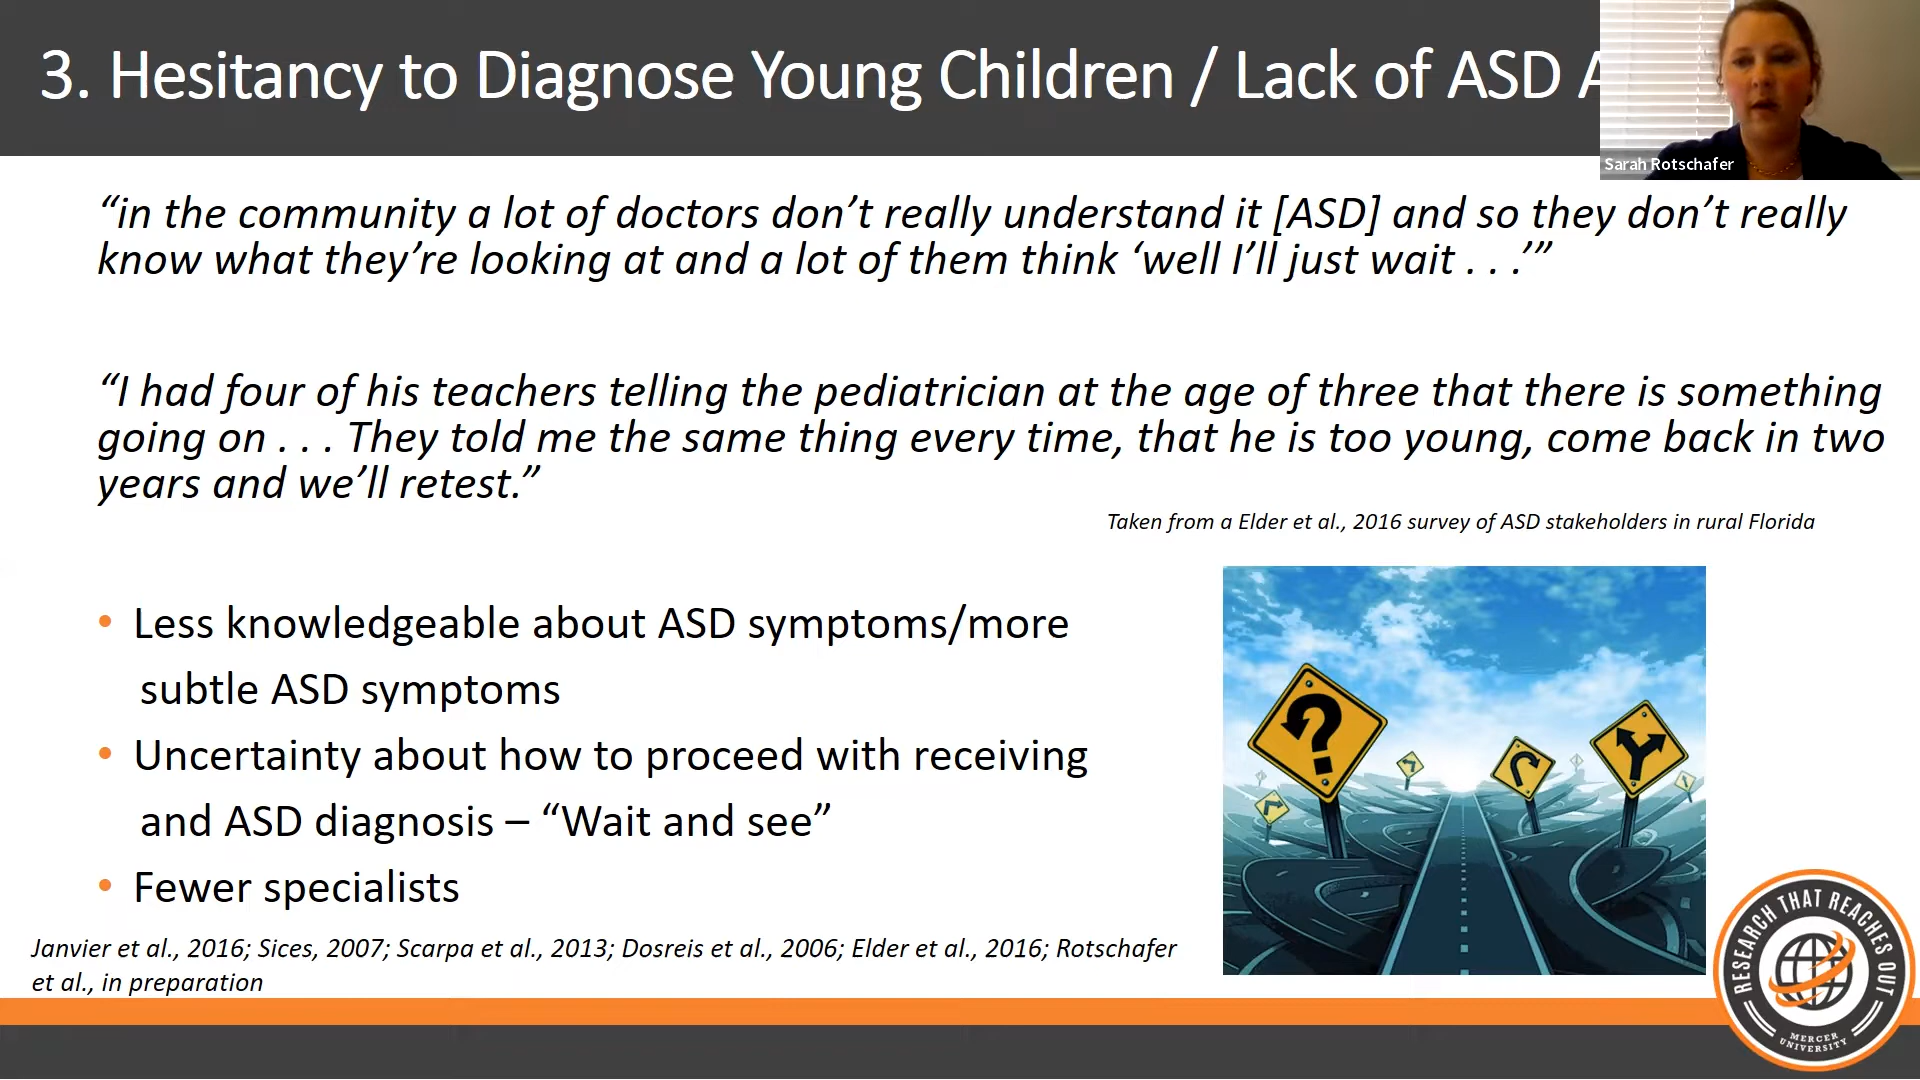 3. Hesitancy to Diagnose Young Children / Lack of ASD
Sarah Rotschafer
“in the community a lot of doctors don’t really understand it [ASD] and so they don’t really
know what they’re looking at and a lot of them think ‘well I’ll just wait . . .’”
“I had four of his teachers telling the pediatrician at the age of three that there is something
going on . . . They told me the same thing every time, that he is too young, come back in two
years and we’ll retest.”
Taken from a Elder et al., 2016 survey of ASD stakeholders in rural Florida
• Less knowledgeable about ASD symptoms/more
subtle ASD symptoms
• Uncertainty about how to proceed with receiving
and ASD diagnosis – “Wait and see”
• Fewer specialists
Janvier et al., 2016; Sices, 2007; Scarpa et al., 2013; Dosreis et al., 2006; Elder et al., 2016; Rotschafer
et al., in preparation
?
RESEARCH THAT REACHES OUT
MERCER
UNIVERSITY